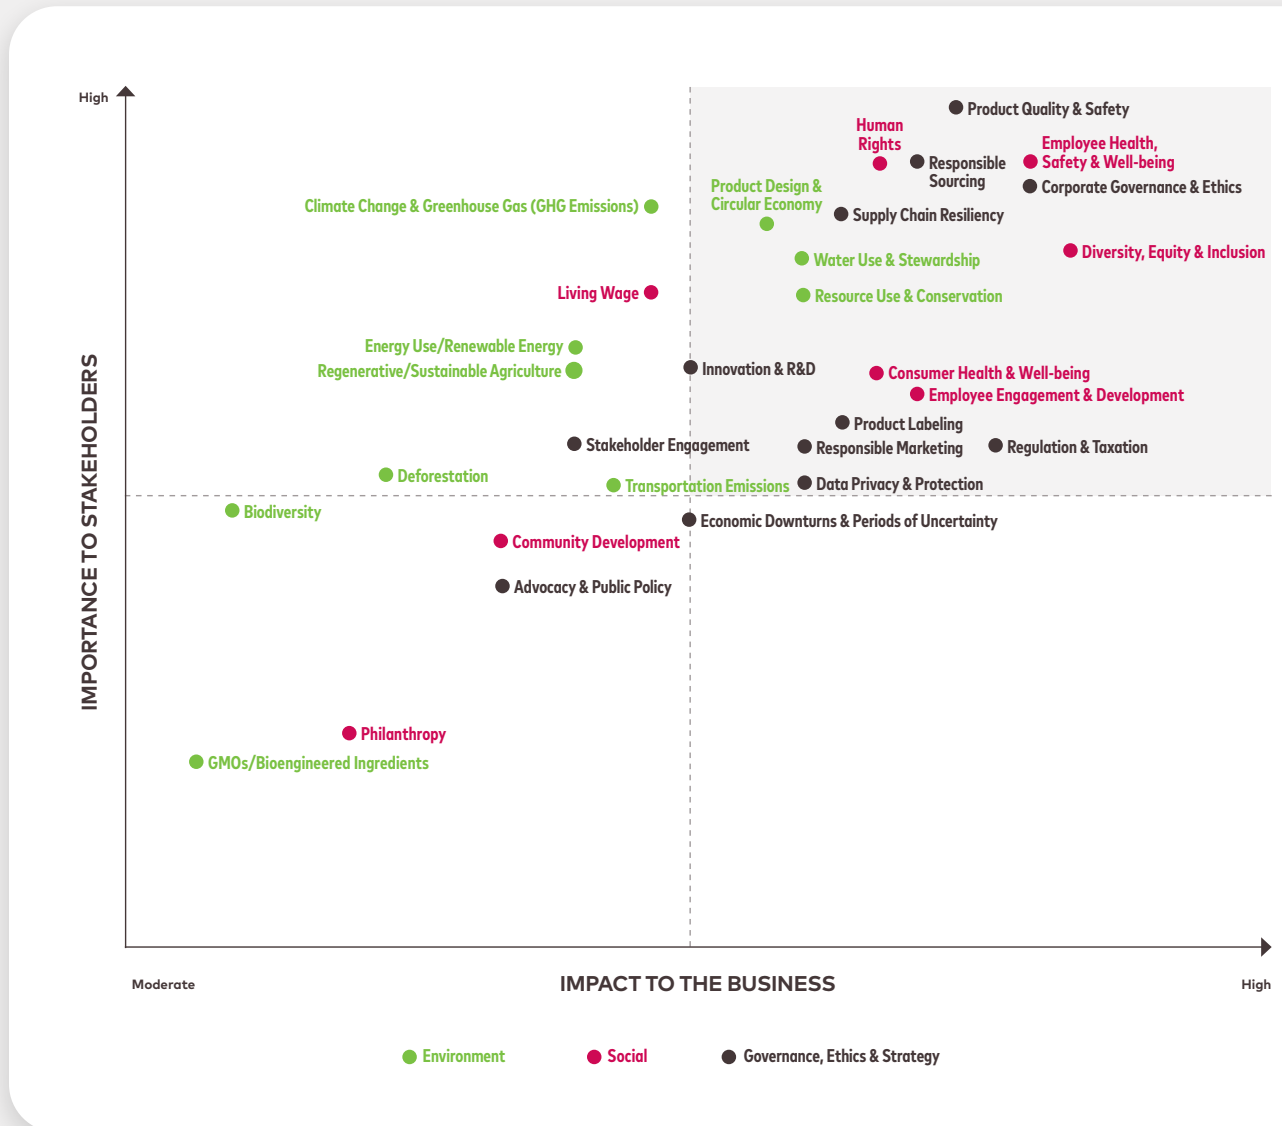 High
Product Quality & Safety
Human
Rights
Employee Health,
Safety & Well-being
Responsible
Sourcing
Corporate Governance & Ethics
Product Design &
Circular Economy
Climate Change & Greenhouse Gas (GHG Emissions)
Supply Chain Resiliency
Diversity, Equity & Inclusion
Water Use & Stewardship
Living Wage
Resource Use & Conservation
Energy Use/Renewable Energy
Regenerative/Sustainable Agriculture
Innovation & R&D
Consumer Health & Well-being
Employee Engagement & Development
Product Labeling
Stakeholder Engagement
Responsible Marketing
Regulation & Taxation
Deforestation
Transportation Emissions
Data Privacy & Protection
Biodiversity
Economic Downturns & Periods of Uncertainty
Community Development
Advocacy & Public Policy
Philanthropy
GMOs/Bioengineered Ingredients
IMPORTANCE TO STAKEHOLDERS
Moderate
IMPACT TO THE BUSINESS
High
Environment
Social
Governance, Ethics & Strategy